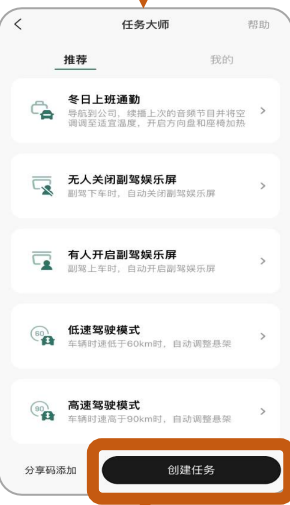 任务大师
帮助
推荐
我的
冬日上班通勤
导航到公司，续播上次的音频节目并将空
调调至适宜温度，开启方向盘和座椅加热
无人关闭副驾娱乐屏
副驾下车时，自动关闭副驾娱乐屏
有人开启副驾娱乐屏
副驾上车时，自动开启副驾娱乐屏
60
低速驾驶模式
车辆时速低于60km时，自动调整悬架
90
高速驾驶模式
车辆时速高于90km时，自动调整悬架
分享码添加
创建任务